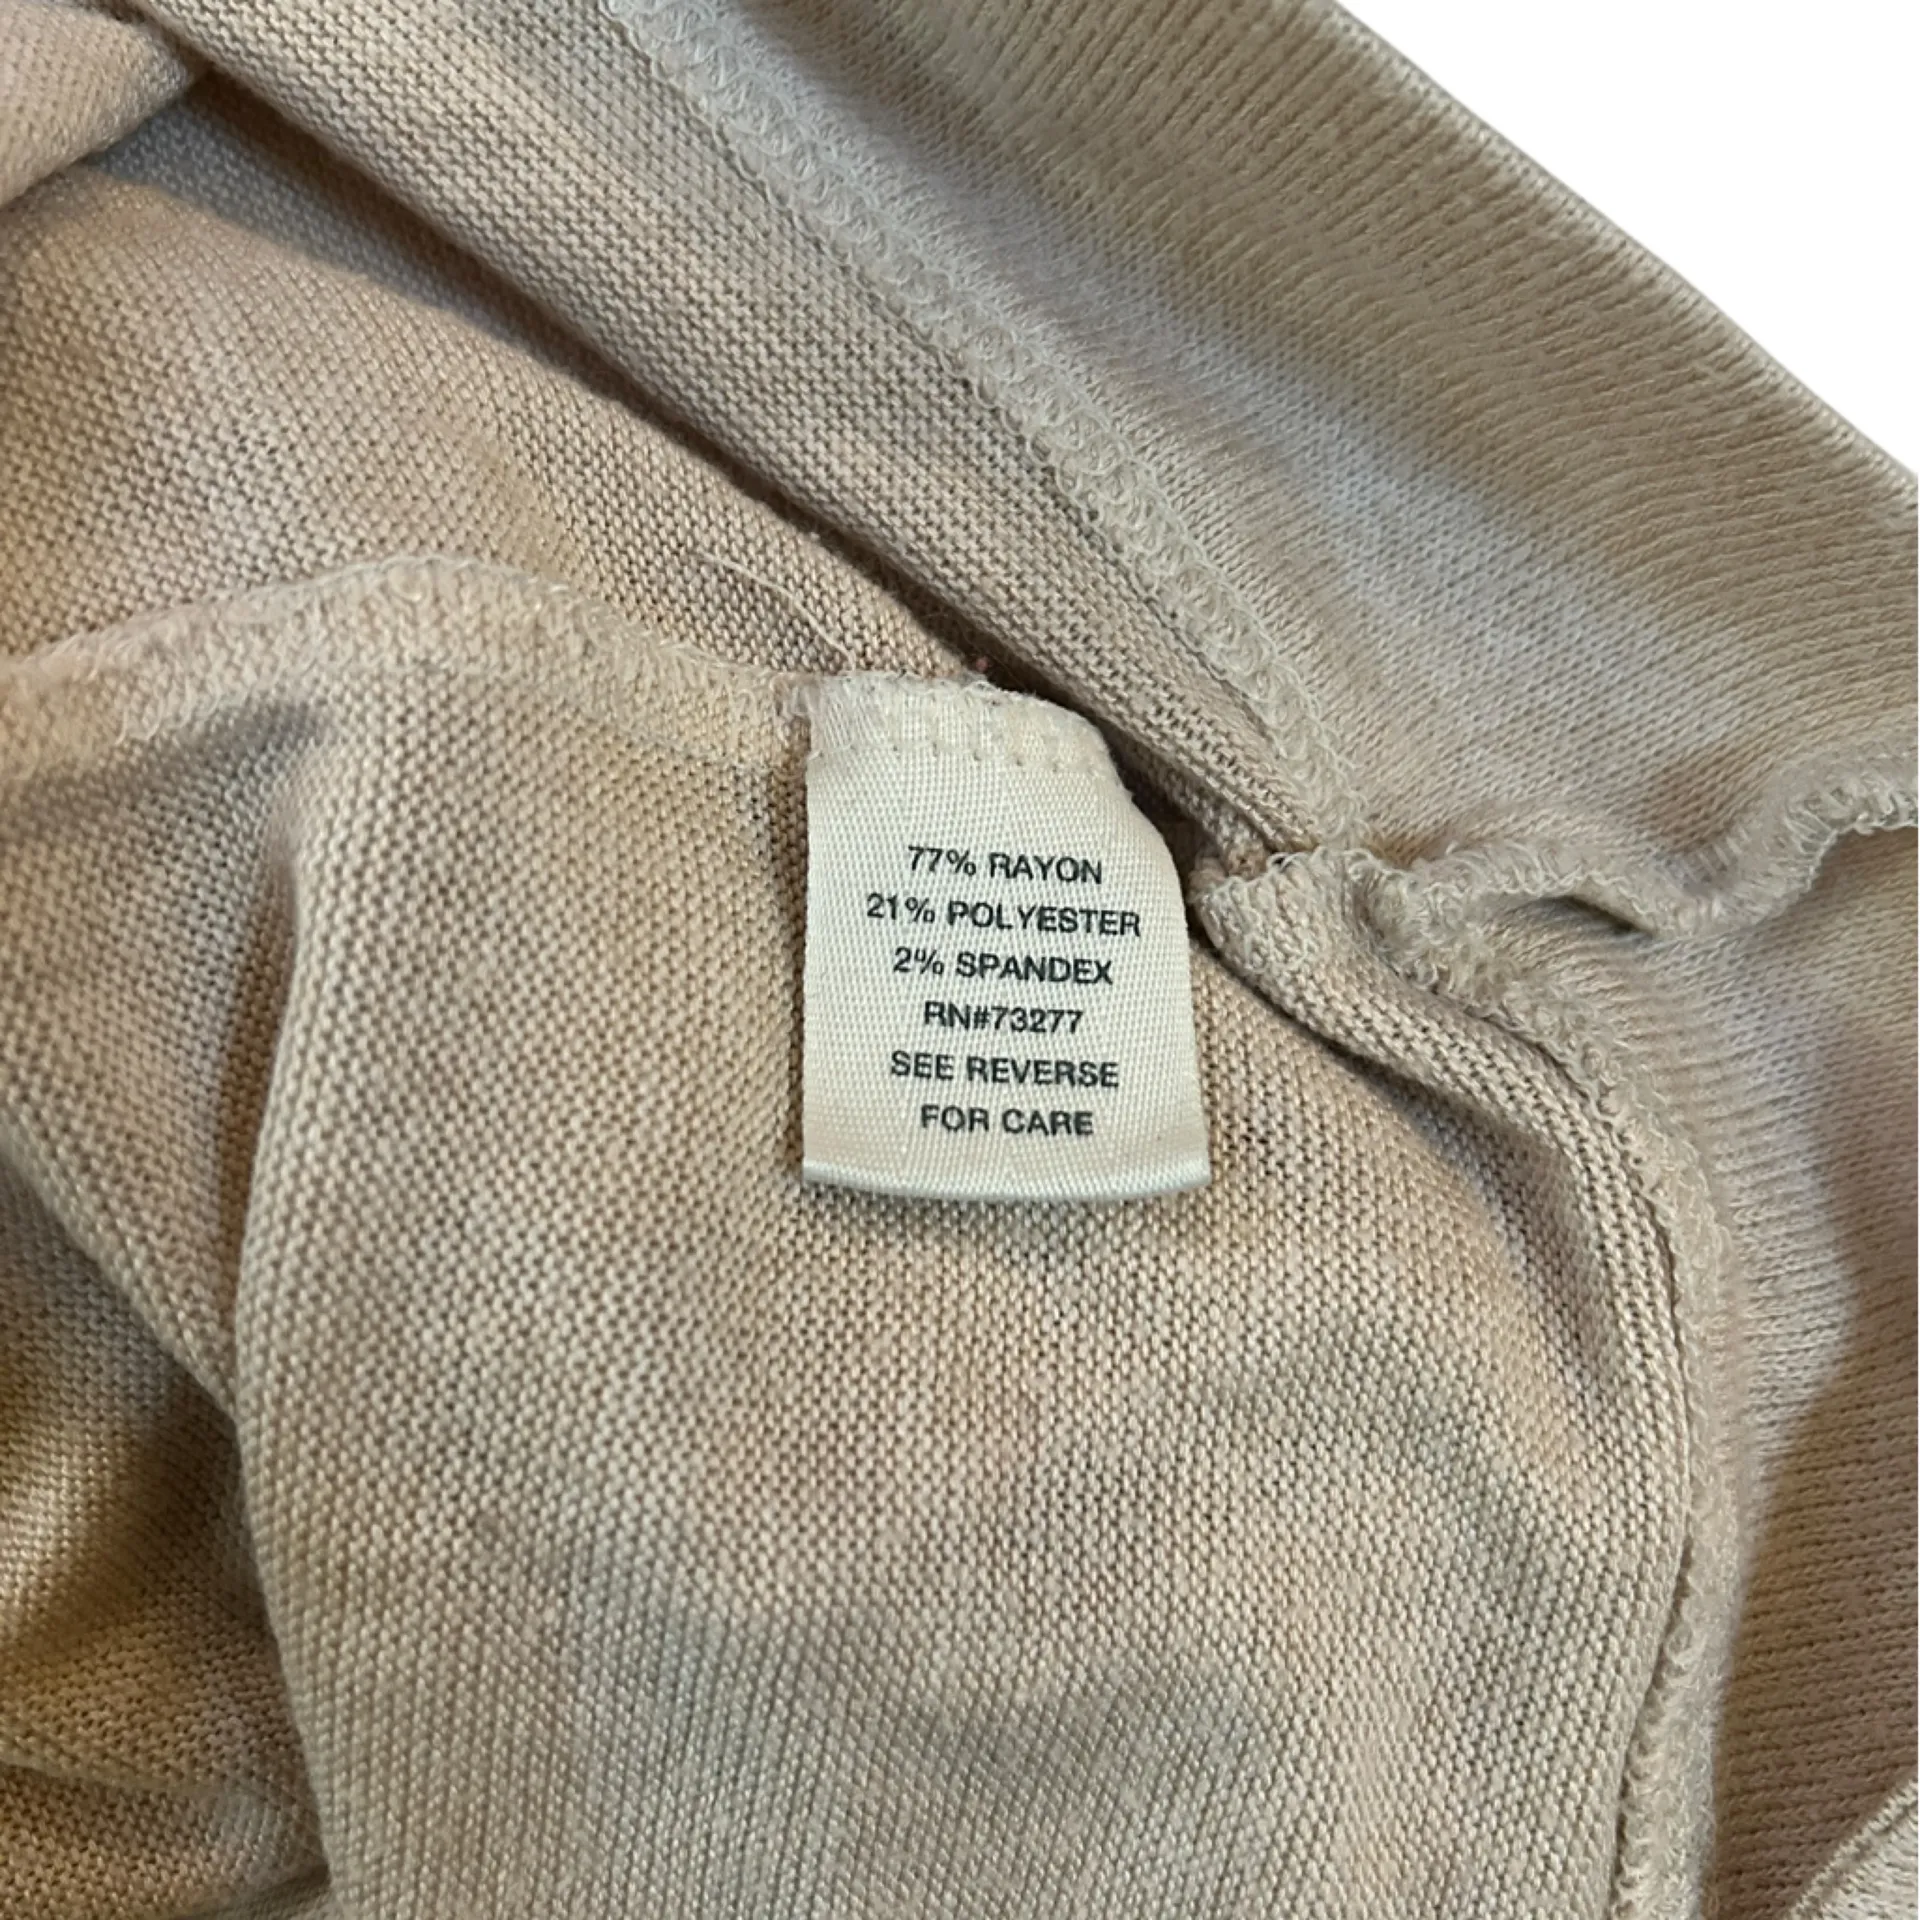 77% RAYON
21% POLYESTER
2% SPANDEX
RN#73277
SEE REVERSE
FOR CARE